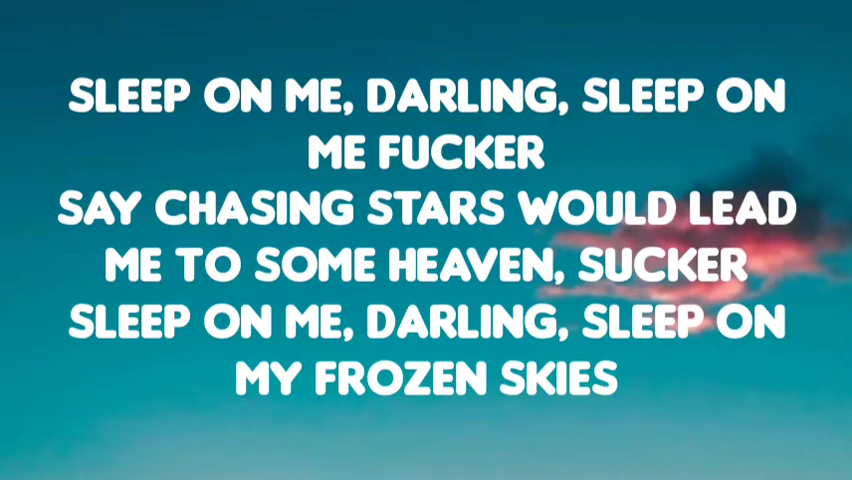 SLEEP ON ME, DARLING, SLEEP ON
ME FUCKER
SAY CHASING STARS WOULD LEAD
ME TO SOME HEAVEN, SUCKER
SLEEP ON ME, DARLING, SLEEP ON
MY FROZEN SKIES